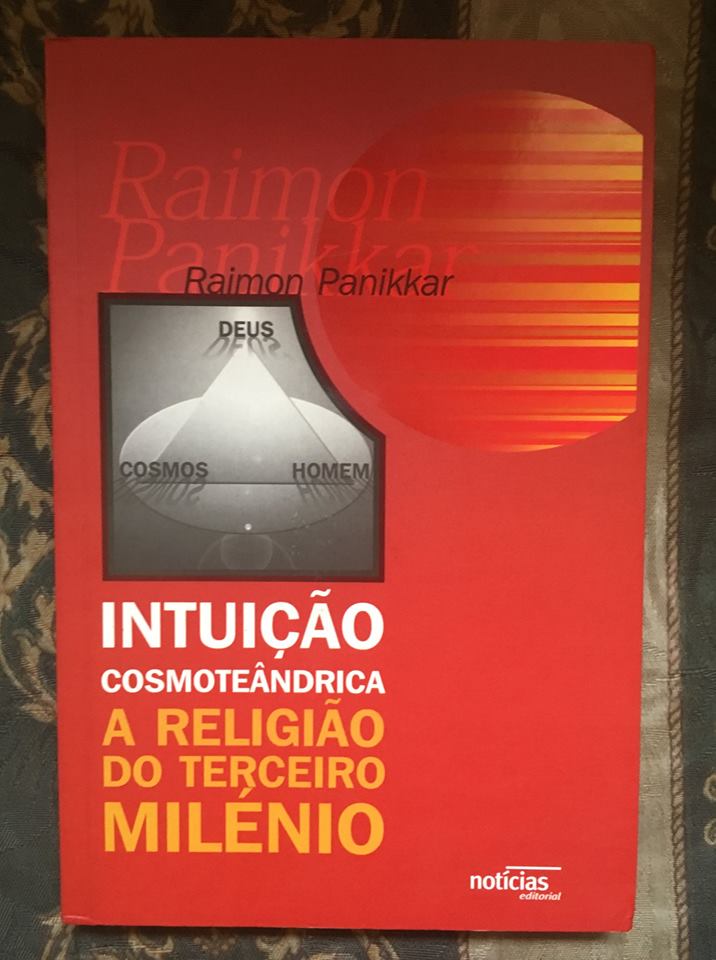 Raimon
Panikkar
Raimon Panikkar
DEUS
COSMOS HOMEM
INTUIÇÃO
COSMOTEÂNDRICA
A RELIGIÃO
DO TERCEIRO
MILÉNIO
notícias
editorial